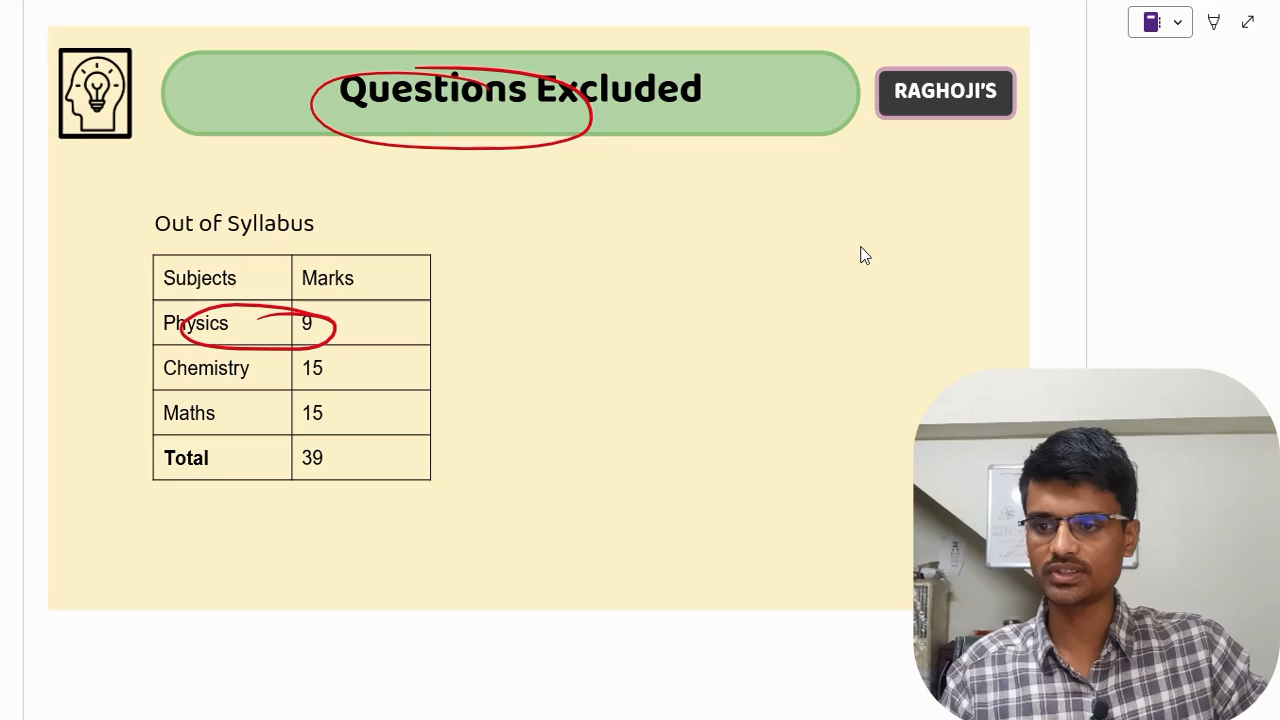 Questions Excluded
RAGHOJI'S
Out of Syllabus
Subjects Marks
Physics 9
Chemistry 15
Maths 15
Total 39